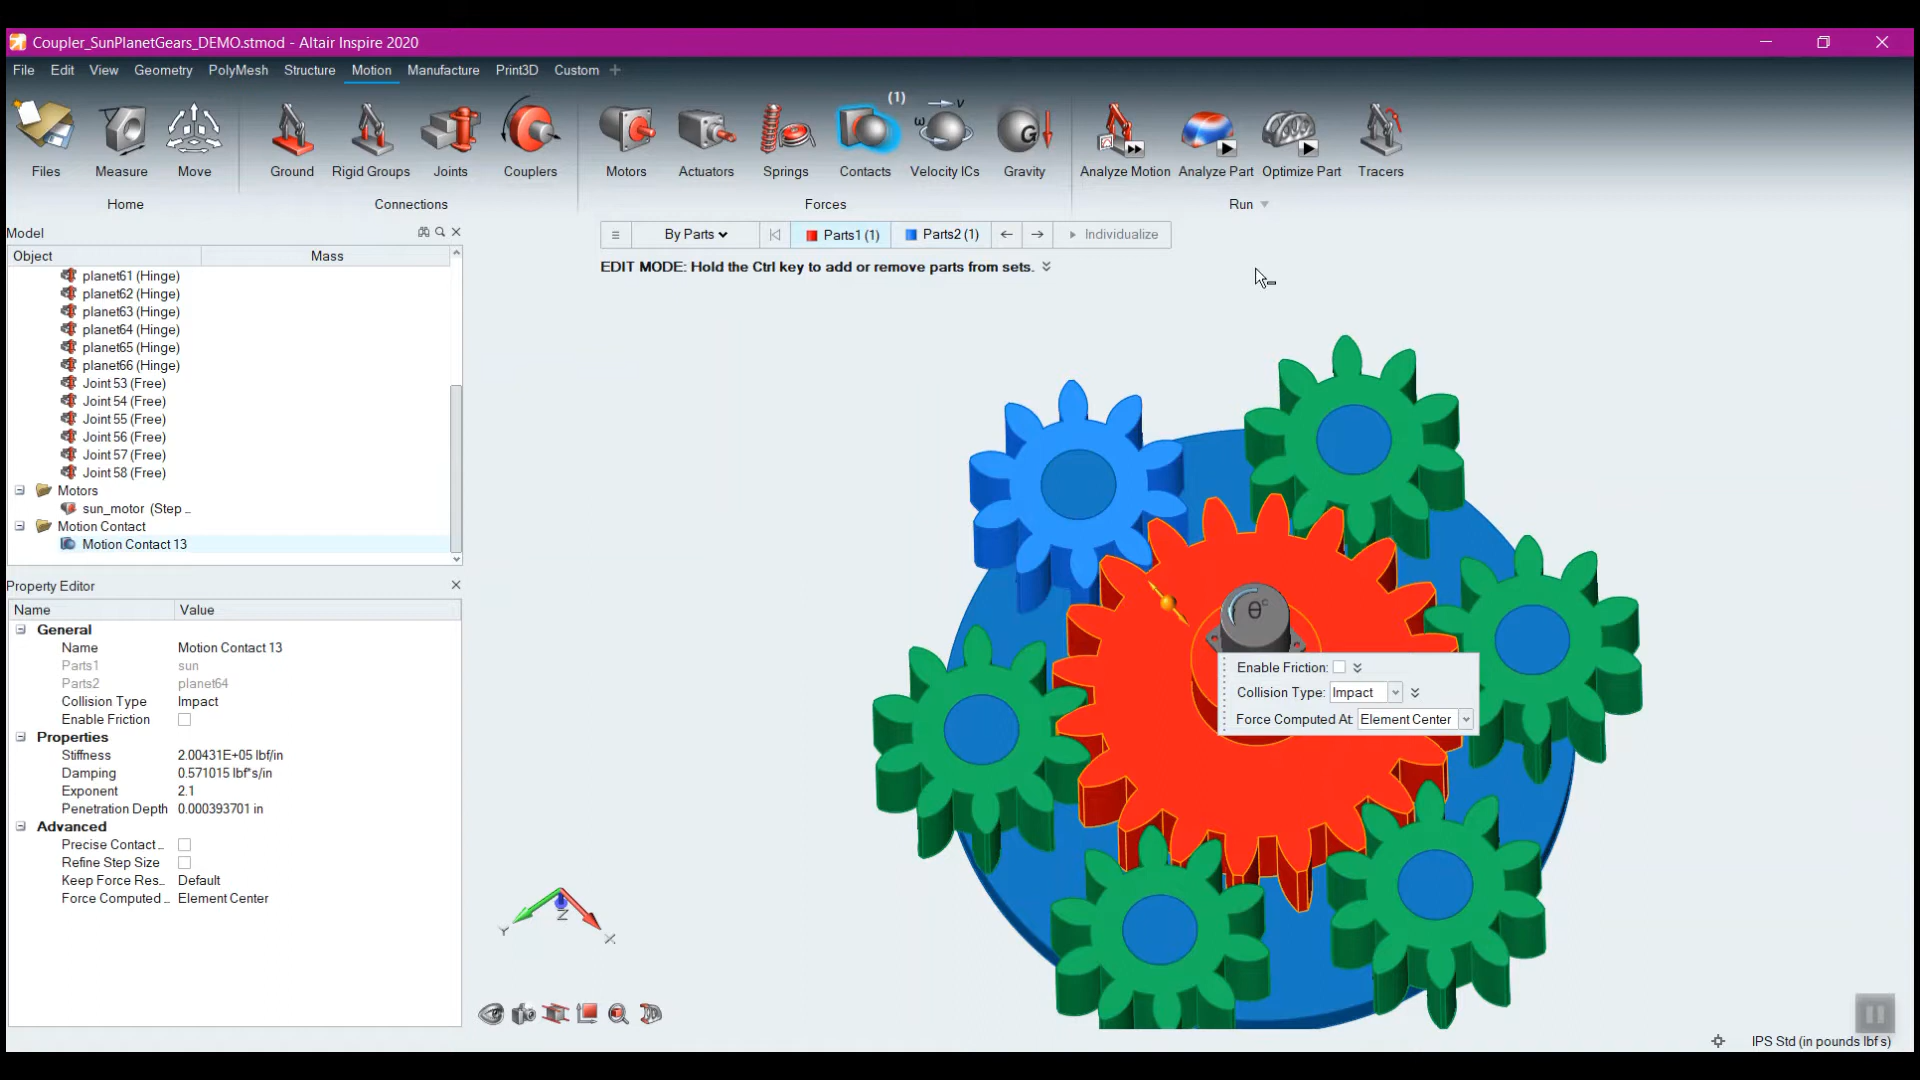 Coupler_SunPlanetGears_DEMO.stmod - Altair Inspire 2020
File Edit View Geometry PolyMesh Structure Motion Manufacture Print3D Custom
(1)
Files Measure Move Ground Rigid Groups Joints Couplers Motors Actuators Springs Contacts Velocity ICs Gravity Analyze Motion Analyze Part Optimize Part Tracers
Home Connections Forces Run
Model
By Parts Parts1 (1) Parts2 (1) Individualize
Object Mass
EDIT MODE: Hold the Ctrl key to add or remove parts from sets.
planet61 (Hinge)
planet62 (Hinge)
planet63 (Hinge)
planet64 (Hinge)
planet65 (Hinge)
planet66 (Hinge)
Joint 53 (Free)
Joint 54 (Free)
Joint 55 (Free)
Joint 56 (Free)
Joint 57 (Free)
Joint 58 (Free)
Motors
sun_motor (Step ..
Motion Contact
Motion Contact 13
Property Editor
Name Value
General
Name Motion Contact 13
Parts1 sun
Parts2 planet64
Collision Type Impact
Enable Friction
Properties
Stiffness 2.00431E+05 lbf/in
Damping 0.571015 lbf*s/in
Exponent 2.1
Penetration Depth 0.000393701 in
Advanced
Precise Contact ..
Refine Step Size
Keep Force Res... Default
Force Computed .. Element Center
θ°
Enable Friction:
Collision Type: Impact
Force Computed At: Element Center
Y Z X
IPS Std (in pounds lbf s)